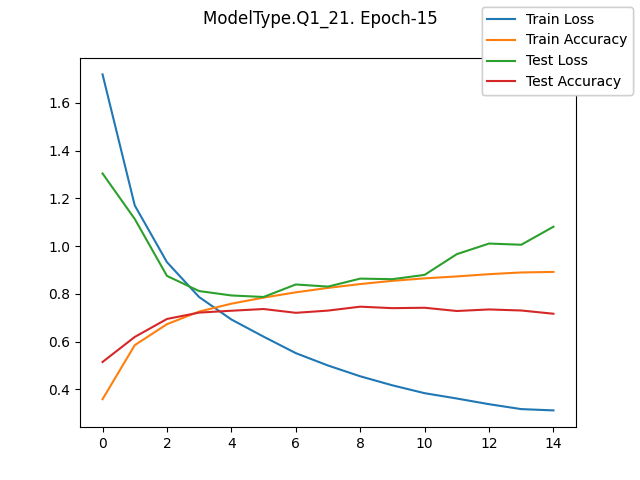 ModelType.Q1_21. Epoch-15
Train Loss
Train Accuracy
Test Loss
Test Accuracy
1.6
1.4
1.2
1.0
0.8
0.6
0.4
0 2 4 6 8 10 12 14